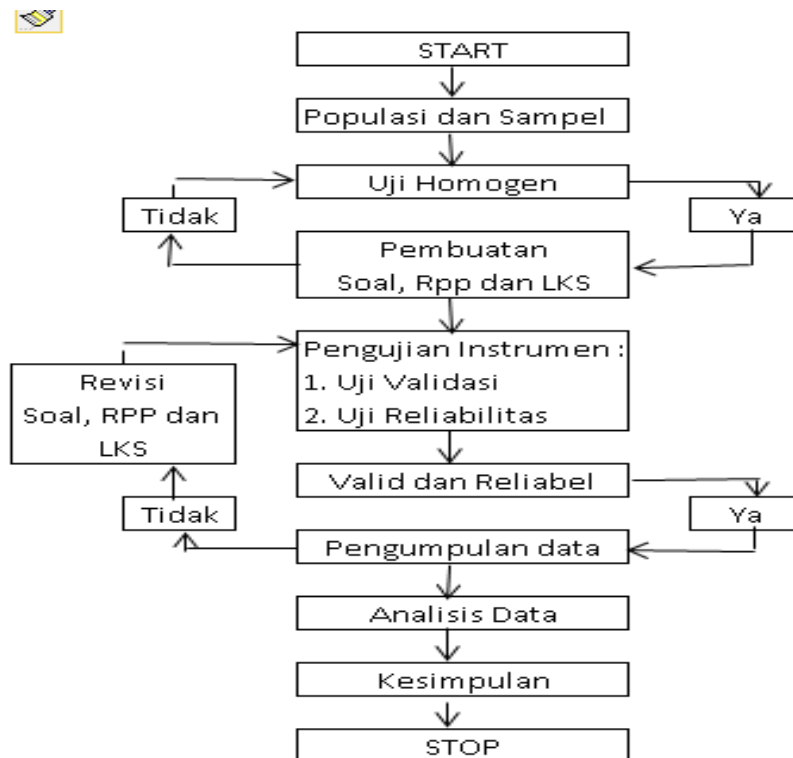 START
Populasi dan Sampel
Uji Homogen
Tidak
Ya
Pembuatan
Soal, Rpp dan LKS
Pengujian Instrumen :
1. Uji Validasi
2. Uji Reliabilitas
Revisi
Soal, RPP dan
LKS
Valid dan Reliabel
Tidak
Ya
Pengumpulan data
Analisis Data
Kesimpulan
STOP